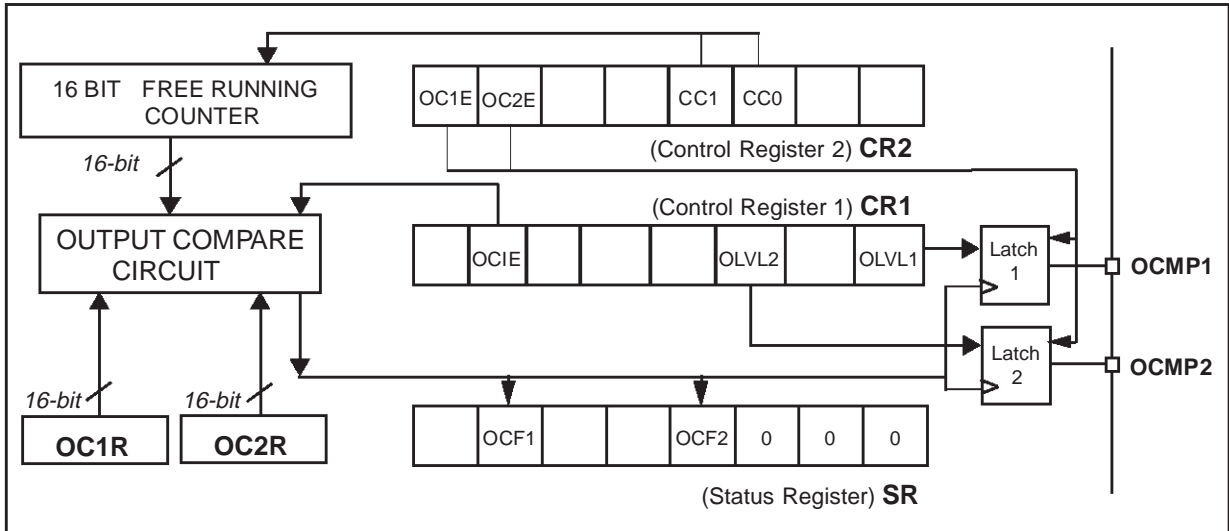 16 BIT FREE RUNNING
COUNTER
16-bit
OC1E OC2E CC1 CC0
(Control Register 2) CR2
(Control Register 1) CR1
OUTPUT COMPARE
CIRCUIT
OCIE OLVL2 OLVL1
Latch
1
OCMP1
Latch
2
OCMP2
16-bit 16-bit
OC1R OC2R
OCF1 OCF2 0 0 0
(Status Register) SR